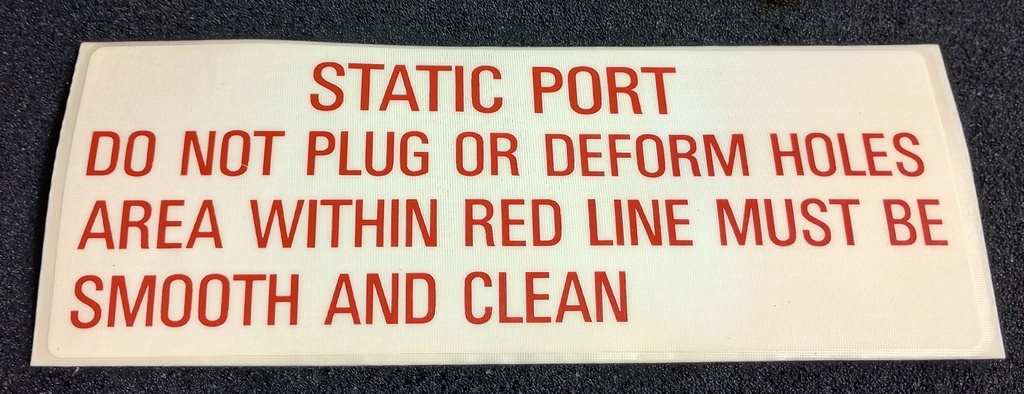 STATIC PORT
DO NOT PLUG OR DEFORM HOLES
AREA WITHIN RED LINE MUST BE
SMOOTH AND CLEAN